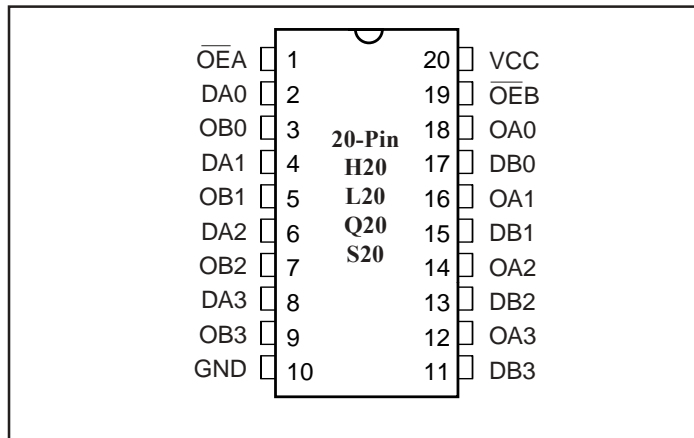 O̅E̅A 1 20 VCC
DA0 2 19 O̅E̅B
OB0 3 18 OA0
20-Pin
DA1 4 17 DB0
H20
OB1 5 16 OA1
L20
DA2 6 15 DB1
Q20
OB2 7 14 OA2
S20
DA3 8 13 DB2
OB3 9 12 OA3
GND 10 11 DB3